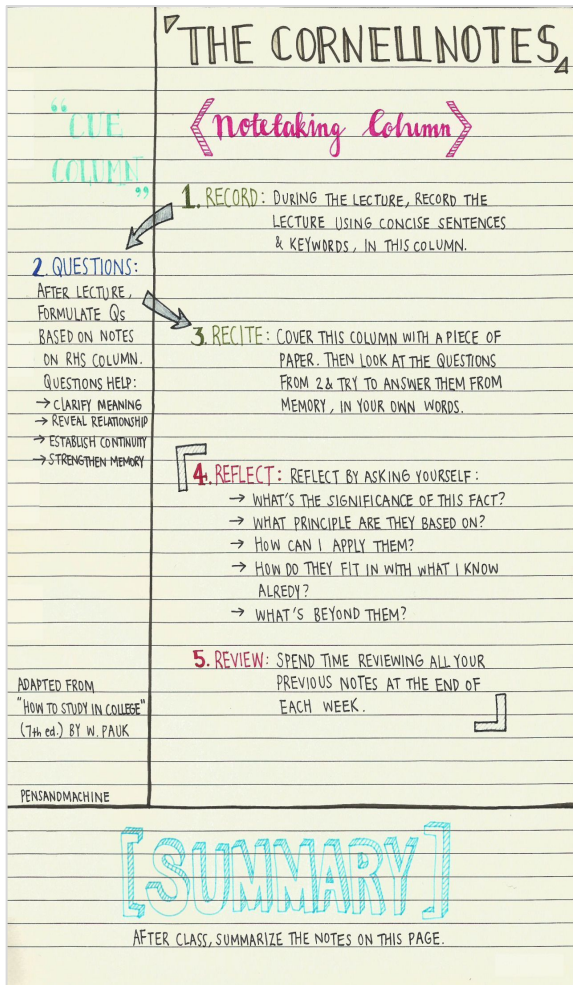 THE CORNELL NOTES
"CUE
COLUMN"
Notetaking Column
1. RECORD: DURING THE LECTURE, RECORD THE
LECTURE USING CONCISE SENTENCES
& KEYWORDS, IN THIS COLUMN.
2. QUESTIONS:
AFTER LECTURE,
FORMULATE Qs
BASED ON NOTES
ON RHS COLUMN.
QUESTIONS HELP:
→ CLARIFY MEANING
→ REVEAL RELATIONSHIP
→ ESTABLISH CONTINUITY
→ STRENGTHEN MEMORY
3. RECITE: COVER THIS COLUMN WITH A PIECE OF
PAPER. THEN LOOK AT THE QUESTIONS
FROM 2 & TRY TO ANSWER THEM FROM
MEMORY, IN YOUR OWN WORDS.
4. REFLECT: REFLECT BY ASKING YOURSELF:
→ WHAT'S THE SIGNIFICANCE OF THIS FACT?
→ WHAT PRINCIPLE ARE THEY BASED ON?
→ HOW CAN I APPLY THEM?
→ HOW DO THEY FIT IN WITH WHAT I KNOW
ALREDY?
→ WHAT'S BEYOND THEM?
5. REVIEW: SPEND TIME REVIEWING ALL YOUR
PREVIOUS NOTES AT THE END OF
EACH WEEK.
ADAPTED FROM
"HOW TO STUDY IN COLLEGE"
(7th ed.) BY W. PAUK
PENSANDMACHINE
[SUMMARY]
AFTER CLASS, SUMMARIZE THE NOTES ON THIS PAGE.